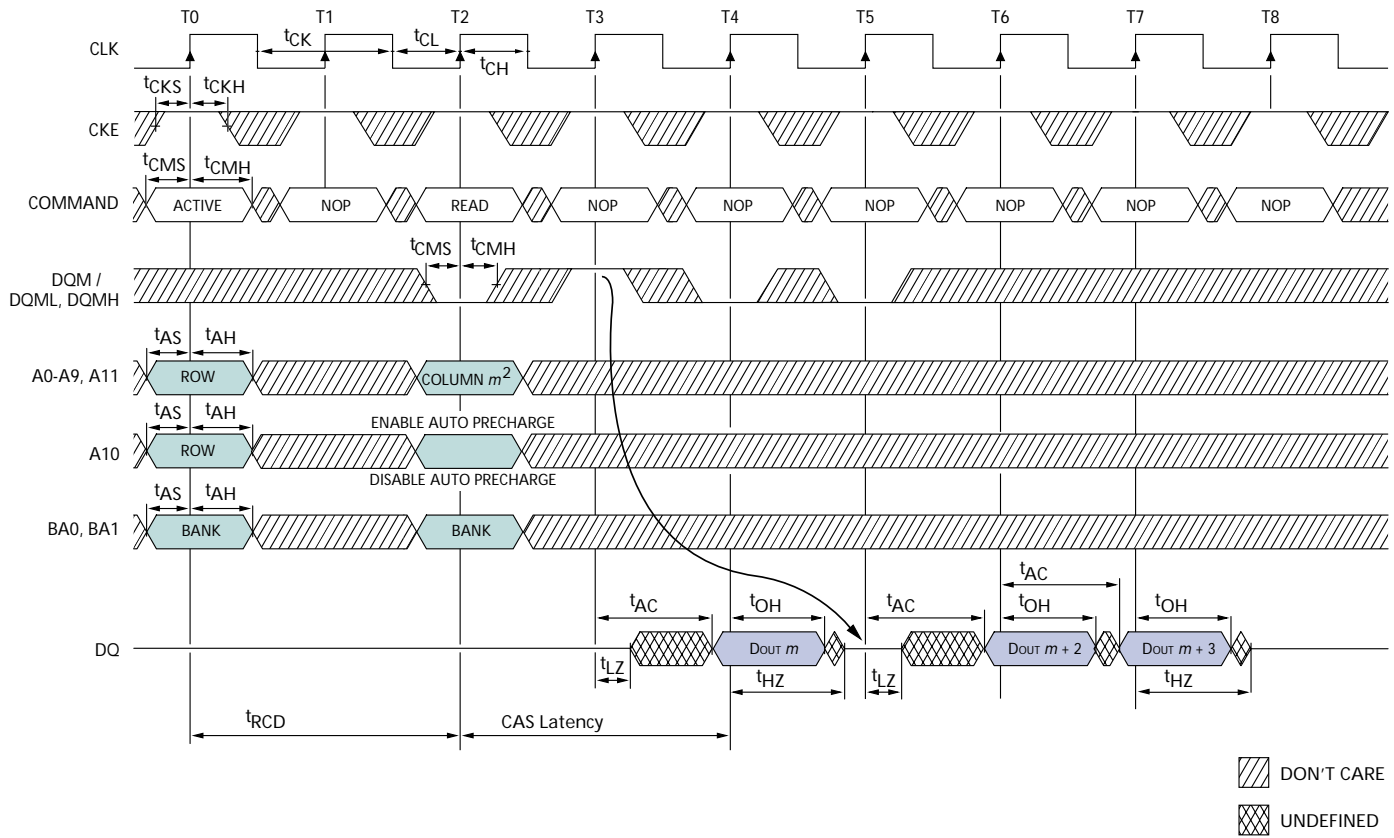 T0 T1 T2 T3 T4 T5 T6 T7 T8
CLK
tCK tCL
tCH
tCKS tCKH
CKE
tCMS tCMH
COMMAND ACTIVE NOP READ NOP NOP NOP NOP NOP NOP
tCMS tCMH
DQM /
DQML, DQMH
tAS tAH
A0-A9, A11 ROW COLUMN m2
tAS tAH ENABLE AUTO PRECHARGE
A10 ROW
DISABLE AUTO PRECHARGE
tAS tAH
BA0, BA1 BANK BANK
tAC
tAC tOH tAC tOH tOH
DQ DOUT m DOUT m + 2 DOUT m + 3
tLZ tHZ tLZ tHZ
tRCD CAS Latency
DON'T CARE
UNDEFINED